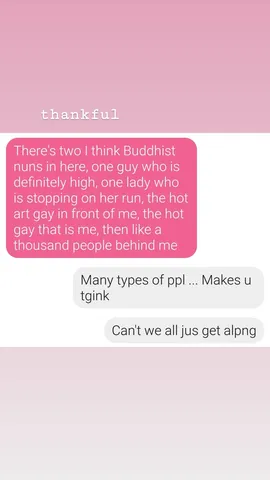 thankful
There's two I think Buddhist
nuns in here, one guy who is
definitely high, one lady who
is stopping on her run, the hot
art gay in front of me, the hot
gay that is me, then like a
thousand people behind me
Many types of ppl ... Makes u
tgink
Can't we all jus get alpng